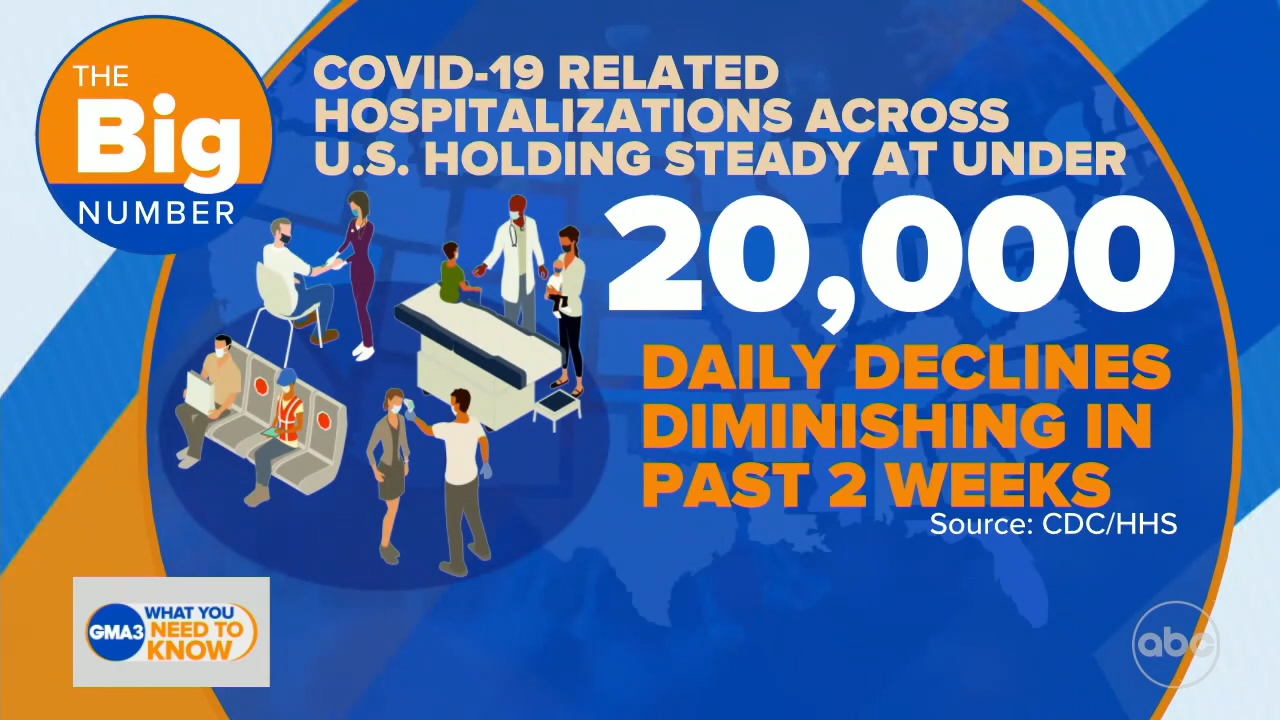 THE
Big
NUMBER
COVID-19 RELATED
HOSPITALIZATIONS ACROSS
U.S. HOLDING STEADY AT UNDER
20,000
DAILY DECLINES
DIMINISHING IN
PAST 2 WEEKS
Source: CDC/HHS
GMA3
WHAT YOU
NEED TO
KNOW
abc